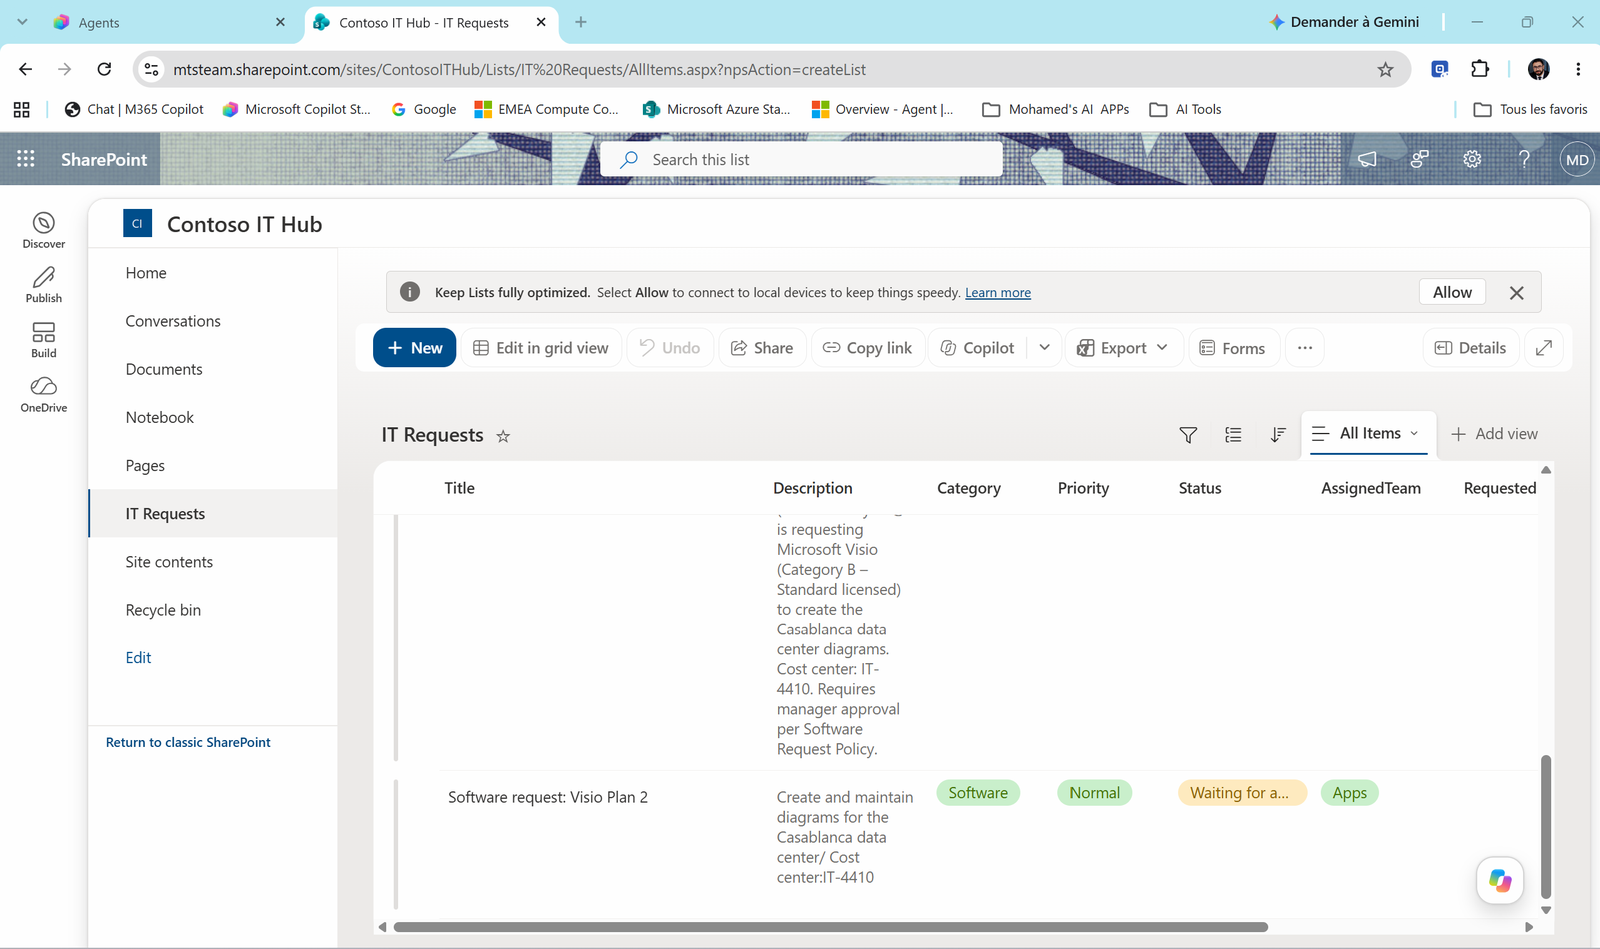 Agents
Contoso IT Hub - IT Requests
Demander à Gemini
mtsteam.sharepoint.com/sites/ContosoITHub/Lists/IT%20Requests/AllItems.aspx?npsAction=createList
Chat | M365 Copilot
Microsoft Copilot St...
Google
EMEA Compute Co...
Microsoft Azure Sta...
Overview - Agent |...
Mohamed's AI APPs
AI Tools
Tous les favoris
SharePoint
Search this list
MD
Discover
Publish
Build
OneDrive
CI
Contoso IT Hub
Home
Conversations
Documents
Notebook
Pages
IT Requests
Site contents
Recycle bin
Edit
Return to classic SharePoint
Keep Lists fully optimized. Select Allow to connect to local devices to keep things speedy. Learn more
Allow
New
Edit in grid view
Undo
Share
Copy link
Copilot
Export
Forms
Details
IT Requests
All Items
Add view
Title
Description
Category
Priority
Status
AssignedTeam
Requested
is requesting
Microsoft Visio
(Category B –
Standard licensed)
to create the
Casablanca data
center diagrams.
Cost center: IT-
4410. Requires
manager approval
per Software
Request Policy.
Software request: Visio Plan 2
Create and maintain
diagrams for the
Casablanca data
center/ Cost
center:IT-4410
Software
Normal
Waiting for a...
Apps